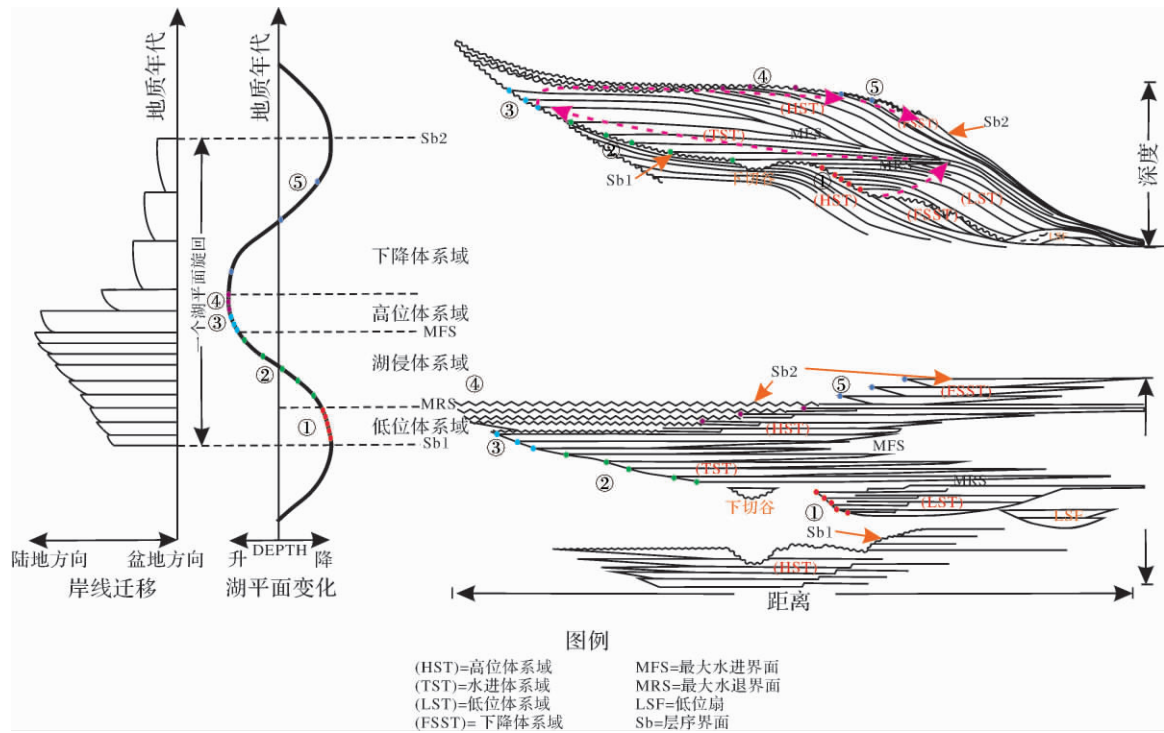 地质年代
地质年代
一个湖平面旋回
陆地方向
盆地方向
岸线迁移
升
DEPTH
降
湖平面变化
⑤
④
③
②
①
Sb2
下降体系域
高位体系域
MFS
湖侵体系域
MRS
低位体系域
Sb1
④
⑤
③
(HST)
(FSST)
Sb2
(TST)
MFS
②
Sb1
下切谷
MRS
①
(HST)
(LST)
(FSST)
深度
Sb2
④
⑤
(FSST)
(HST)
③
MFS
(TST)
②
MRS
下切谷
①
(LST)
LSF
Sb1
(HST)
距离
图例
(HST)=高位体系域
MFS=最大水进界面
(TST)=水进体系域
MRS=最大水退界面
(LST)=低位体系域
LSF=低位扇
(FSST)= 下降体系域
Sb=层序界面